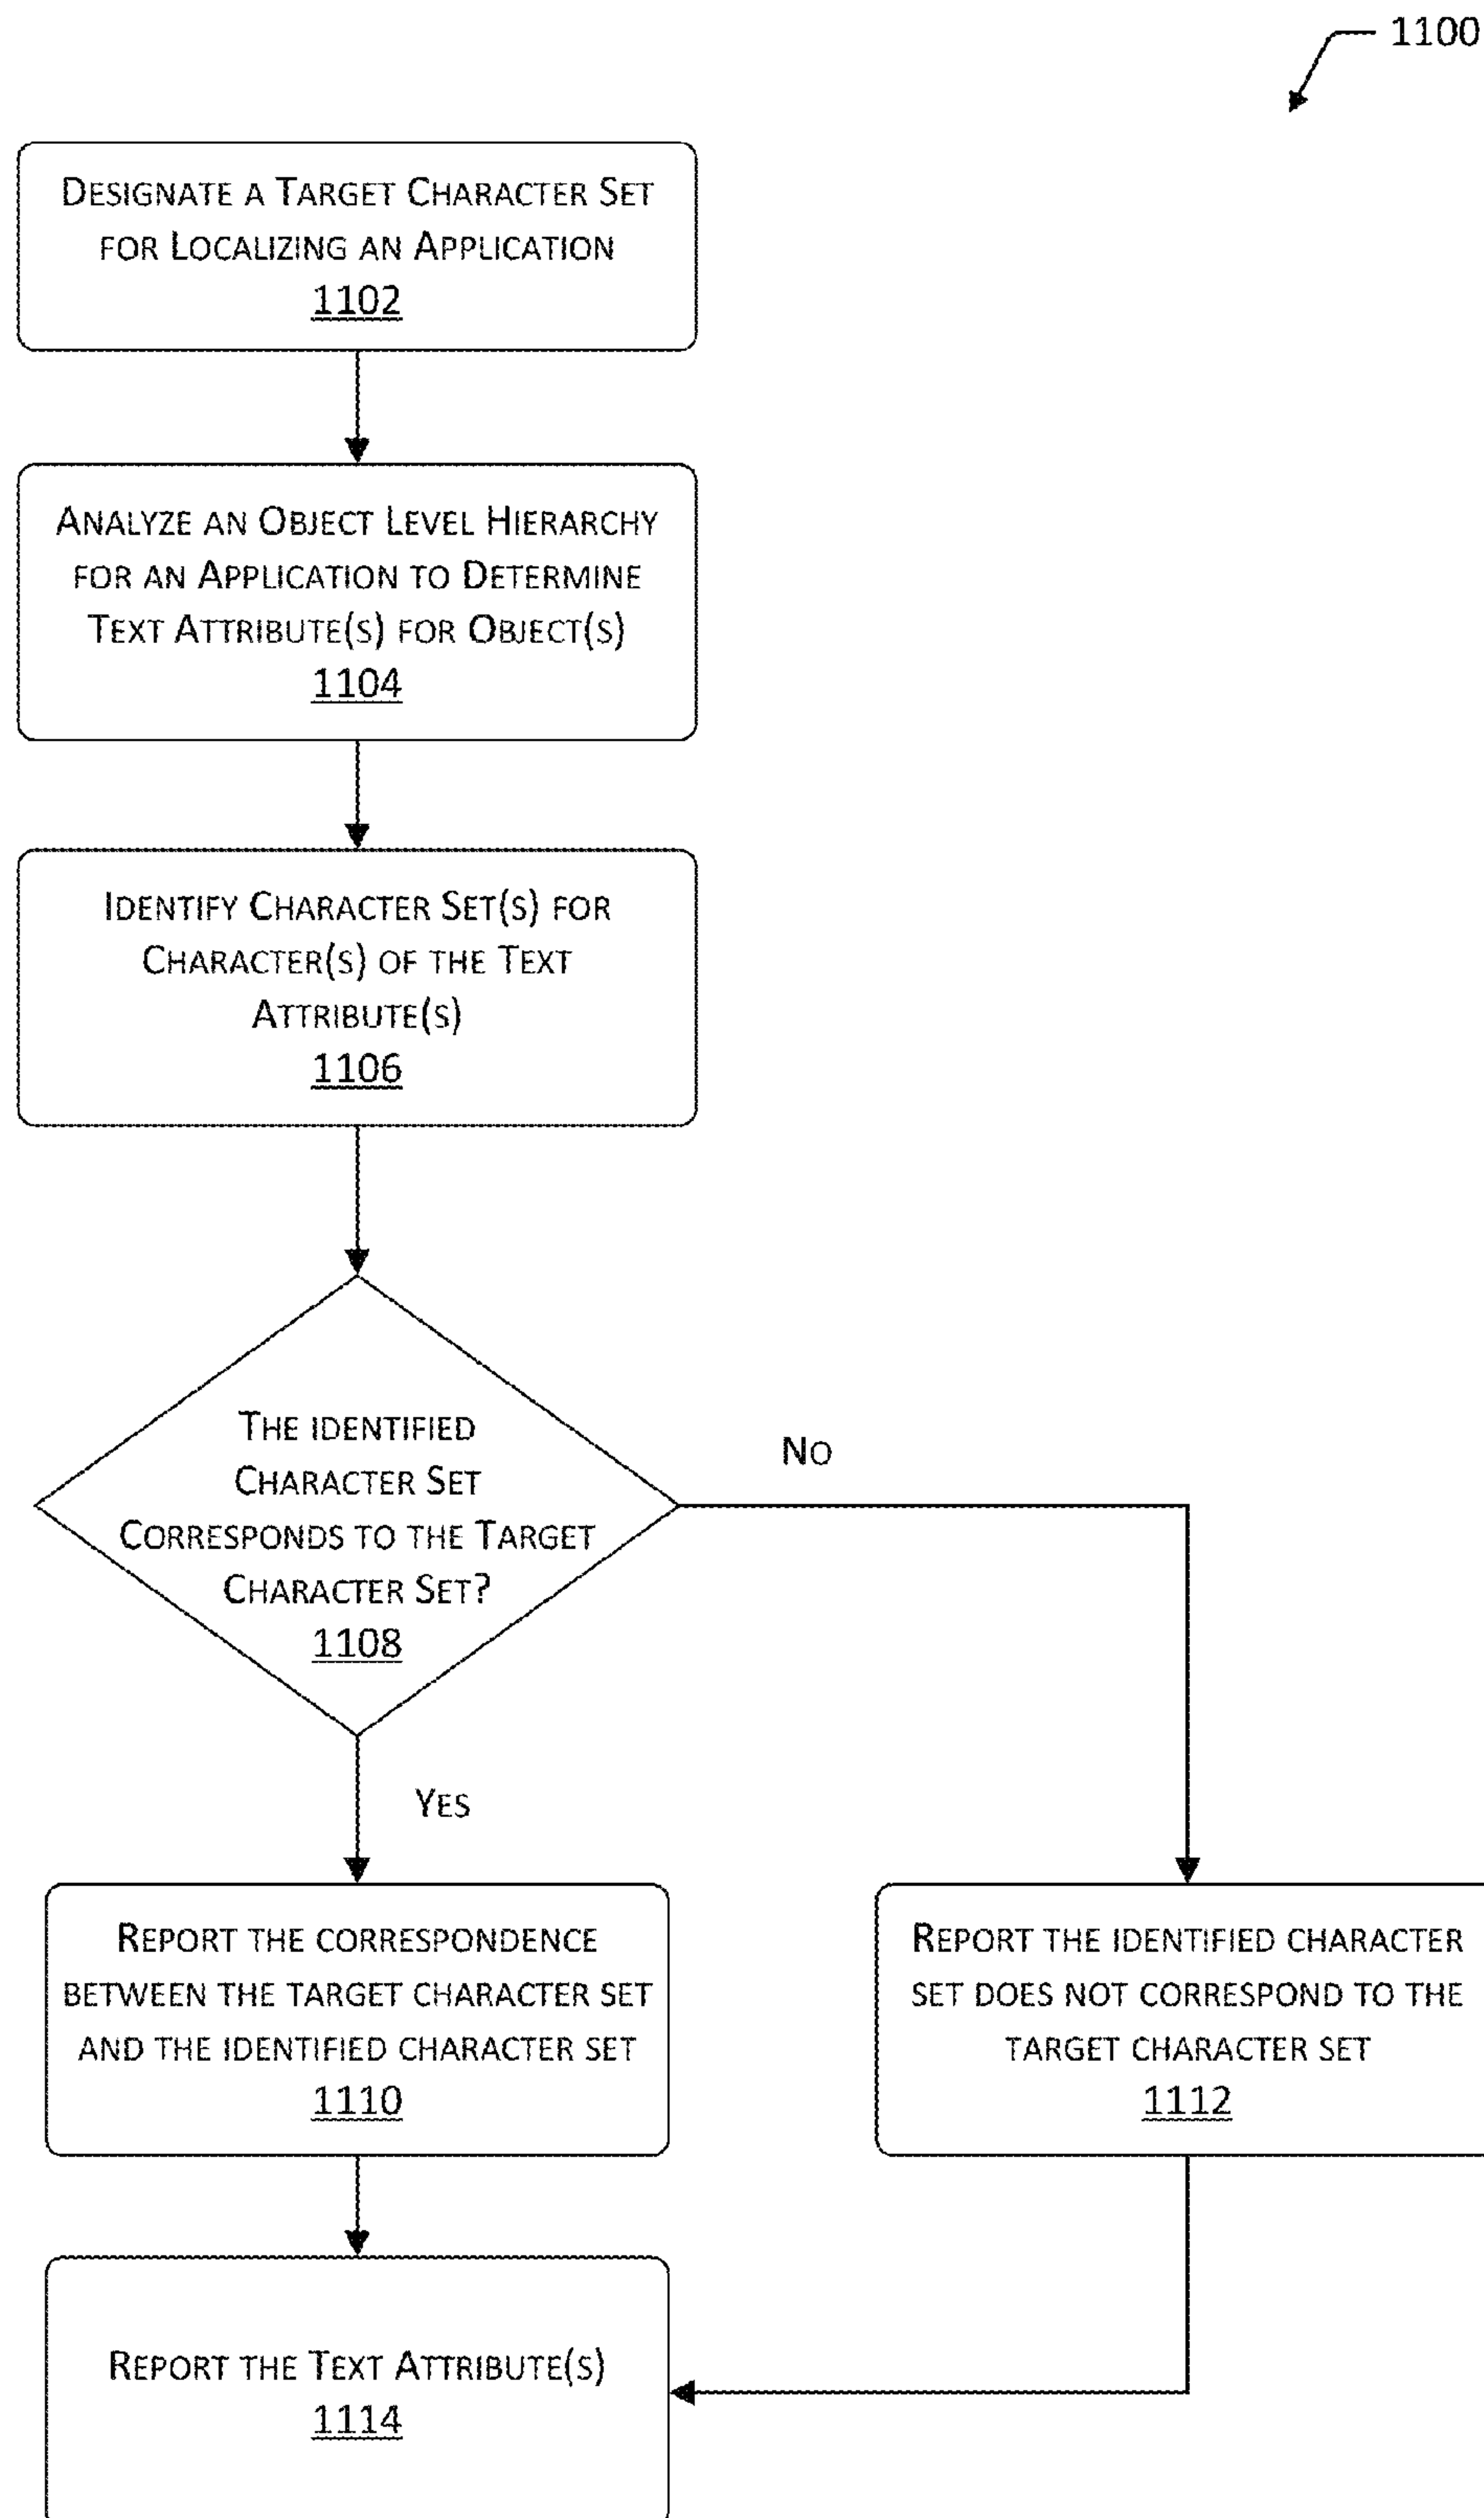 1100
DESIGNATE A TARGET CHARACTER SET
FOR LOCALIZING AN APPLICATION
1102
ANALYZE AN OBJECT LEVEL HIERARCHY
FOR AN APPLICATION TO DETERMINE
TEXT ATTRIBUTE(S) FOR OBJECT(S)
1104
IDENTIFY CHARACTER SET(S) FOR
CHARACTER(S) OF THE TEXT
ATTRIBUTE(S)
1106
THE IDENTIFIED
CHARACTER SET
CORRESPONDS TO THE TARGET
CHARACTER SET?
1108
NO
YES
REPORT THE CORRESPONDENCE
BETWEEN THE TARGET CHARACTER SET
AND THE IDENTIFIED CHARACTER SET
1110
REPORT THE IDENTIFIED CHARACTER
SET DOES NOT CORRESPOND TO THE
TARGET CHARACTER SET
1112
REPORT THE TEXT ATTRIBUTE(S)
1114